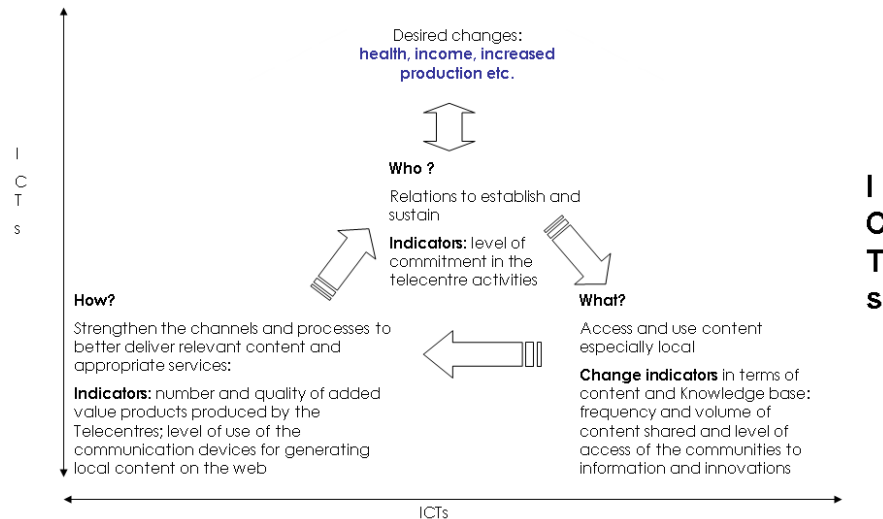 Desired changes:
health, income, increased
production etc.
I
C
T
s
Who ?
Relations to establish and
sustain
Indicators: level of
commitment in the
telecentre activities
I
C
T
s
How?
Strengthen the channels and processes to
better deliver relevant content and
appropriate services:
Indicators: number and quality of added
value products produced by the
Telecentres; level of use of the
communication devices for generating
local content on the web
What?
Access and use content
especially local
Change indicators in terms of
content and Knowledge base:
frequency and volume of
content shared and level of
access of the communities to
information and innovations
ICTs